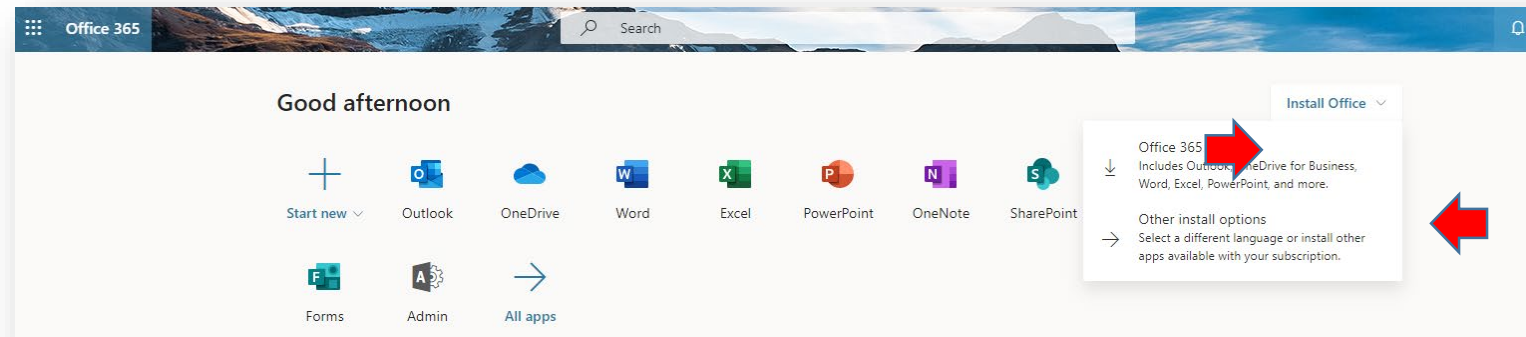 Office 365
Search
Good afternoon
Install Office
Office 365
Includes Outlook, OneDrive for Business,
Word, Excel, PowerPoint, and more.
Other install options
Select a different language or install other
apps available with your subscription.
Start new
Outlook
OneDrive
Word
Excel
PowerPoint
OneNote
SharePoint
Forms
Admin
All apps